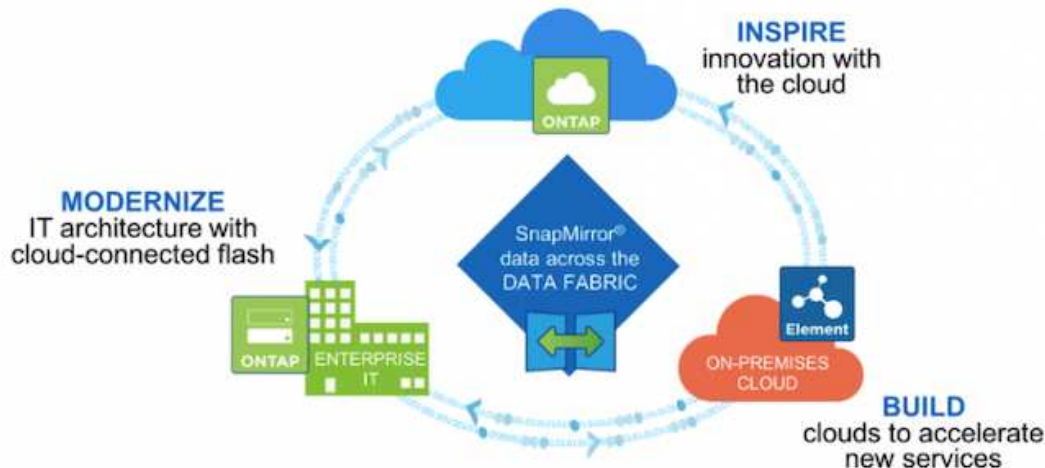 INSPIRE
innovation with
the cloud
ONTAP
MODERNIZE
IT architecture with
cloud-connected flash
SnapMirror®
data across the
DATA FABRIC
ONTAP
ENTERPRISE
IT
Element
ON-PREMISES
CLOUD
BUILD
clouds to accelerate
new services